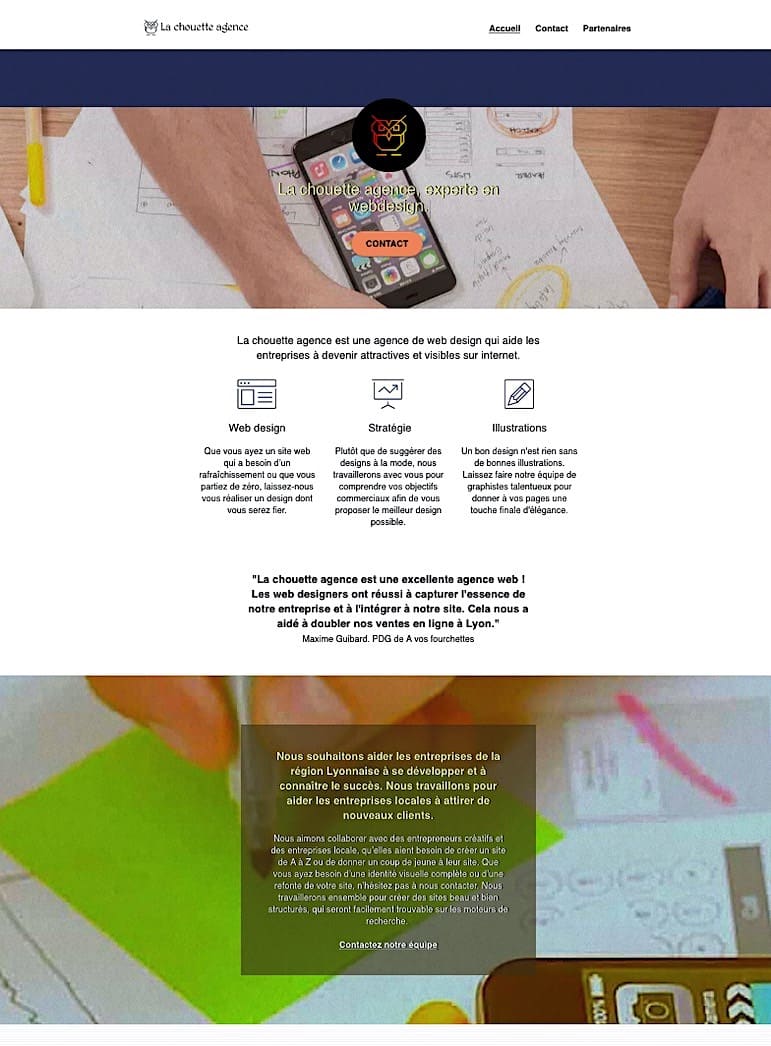 La chouette agence
Accueil Contact Partenaires
La chouette agence, experte en
webdesign.
CONTACT
La chouette agence est une agence de web design qui aide les
entreprises à devenir attractives et visibles sur internet.
Web design
Que vous ayez un site web
qui a besoin d'un
rafraîchissement ou que vous
partiez de zéro, laissez-nous
vous réaliser un design dont
vous serez fier.
Stratégie
Plutôt que de suggérer des
designs à la mode, nous
travaillerons avec vous pour
comprendre vos objectifs
commerciaux afin de vous
proposer le meilleur design
possible.
Illustrations
Un bon design n'est rien sans
de bonnes illustrations.
Laissez faire notre équipe de
graphistes talentueux pour
donner à vos pages une
touche finale d'élégance.
"La chouette agence est une excellente agence web !
Les web designers ont réussi à capturer l'essence de
notre entreprise et à l'intégrer à notre site. Cela nous a
aidé à doubler nos ventes en ligne à Lyon."
Maxime Guibard. PDG de A vos fourchettes
Nous souhaitons aider les entreprises de la
région Lyonnaise à se développer et à
connaître le succès. Nous travaillons pour
aider les entreprises locales à attirer de
nouveaux clients.
Nous aimons collaborer avec des entrepreneurs créatifs et
des entreprises locale, qu'elles aient besoin de créer un site
de A à Z ou de donner un coup de jeune à leur site. Que
vous ayez besoin d'une identité visuelle complète ou d'une
refonte de votre site, n'hésitez pas à nous contacter. Nous
travaillerons ensemble pour créer des sites beau et bien
structurés, qui seront facilement trouvable sur les moteurs de
recherche.
Contactez notre équipe